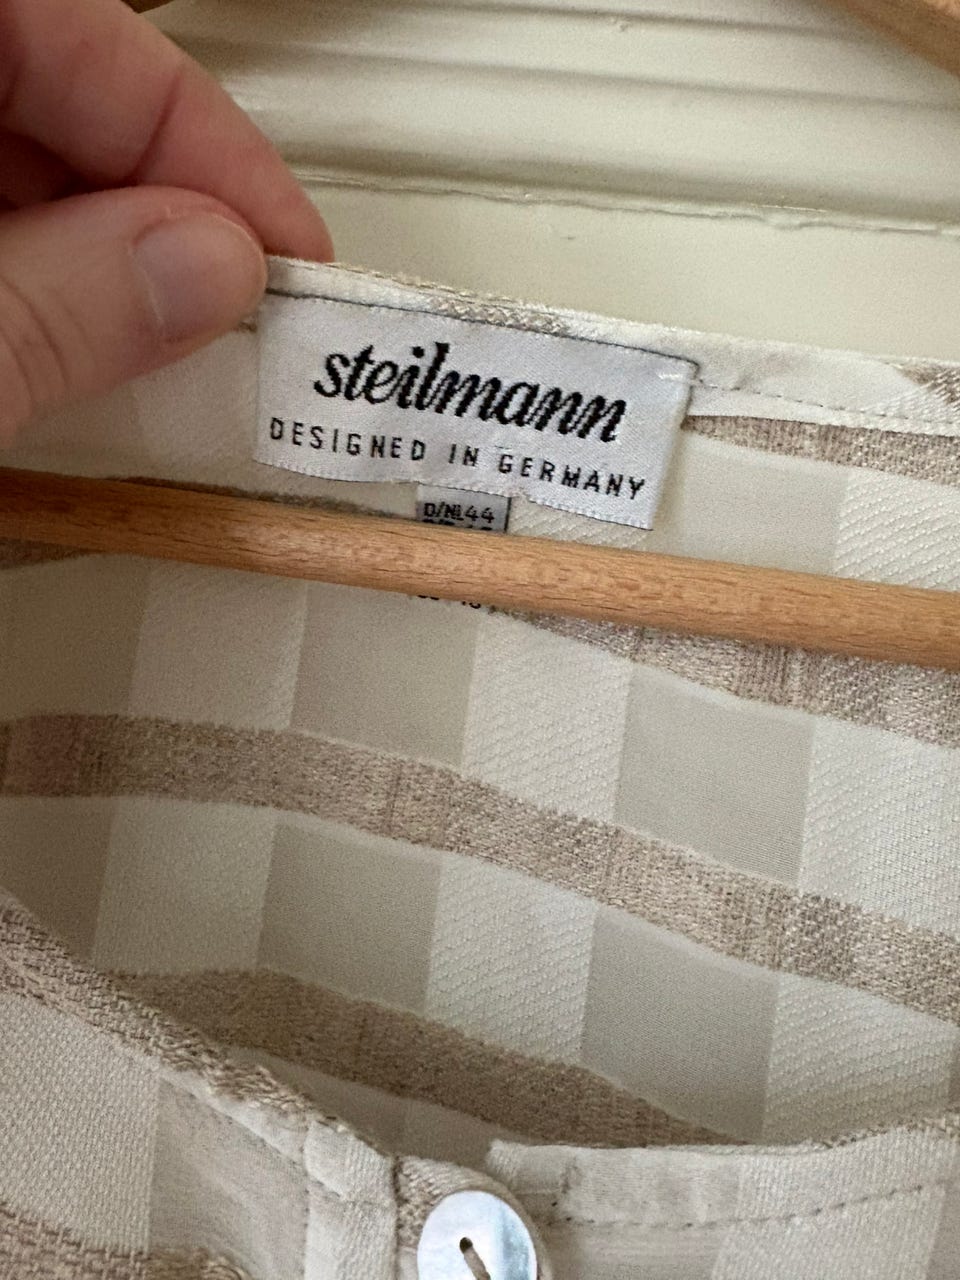 steilmann
DESIGNED IN GERMANY
D/NL44